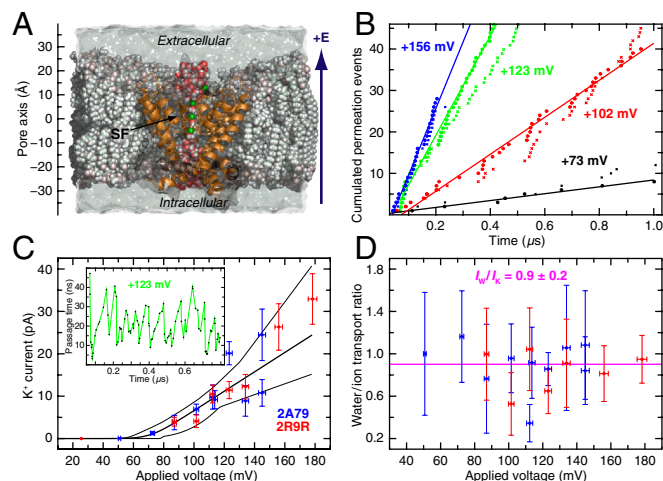 A
Extracellular
+E
SF
Intracellular
Pore axis (Å)
40
30
20
10
0
−10
−20
−30
B
+156 mV
+123 mV
+102 mV
+73 mV
Cumulated permeation events
40
30
20
10
0.2 0.4 0.6 0.8 1.0
Time (μs)
C
+123 mV
Passage time (ns)
40
30
20
10
0.2 0.4 0.6
Time (μs)
K⁺ current (pA)
40
30
20
10
0
2A79
2R9R
20 40 60 80 100 120 140 160 180
Applied voltage (mV)
D
I_W/I_K = 0.9 ± 0.2
Water/ion transport ratio
1.8
1.4
1.0
0.6
0.2
40 60 80 100 120 140 160 180
Applied voltage (mV)